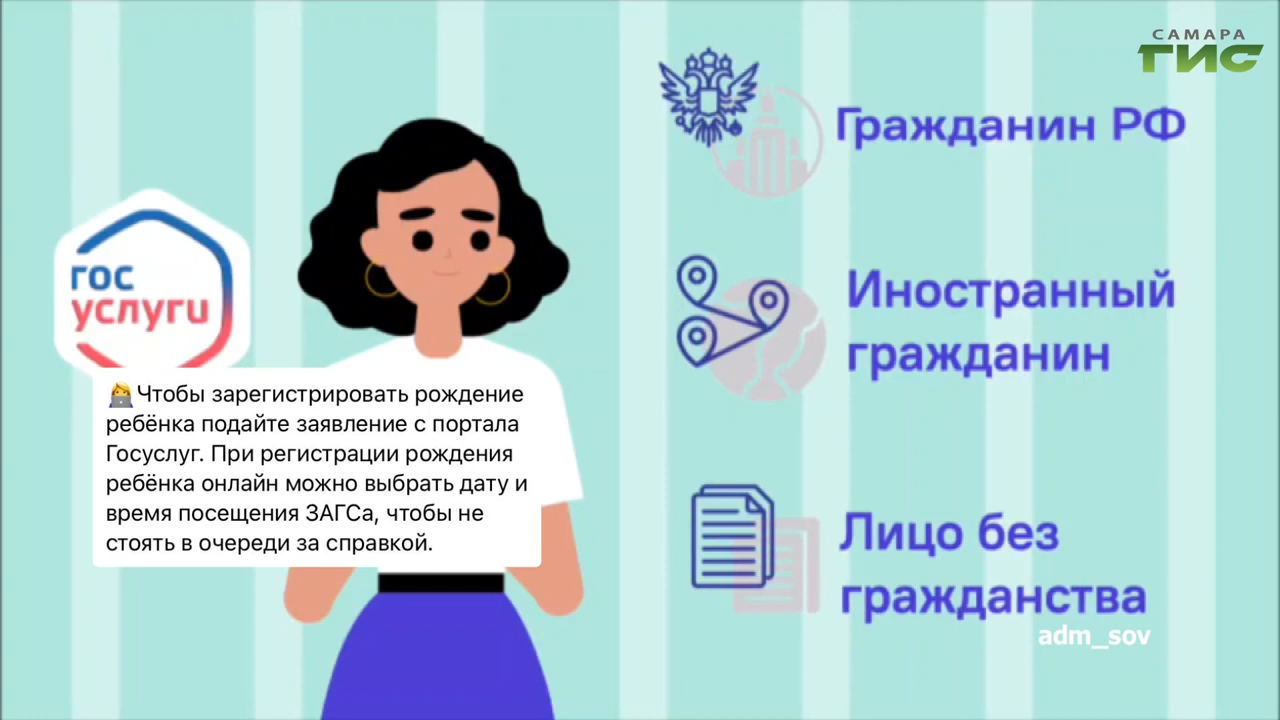 САМАРА
ГИС
Гражданин РФ
гос
услуги
Иностранный
гражданин
👩‍💻Чтобы зарегистрировать рождение
ребёнка подайте заявление с портала
Госуслуг. При регистрации рождения
ребёнка онлайн можно выбрать дату и
время посещения ЗАГСа, чтобы не
стоять в очереди за справкой.
Лицо без
гражданства
adm_sov